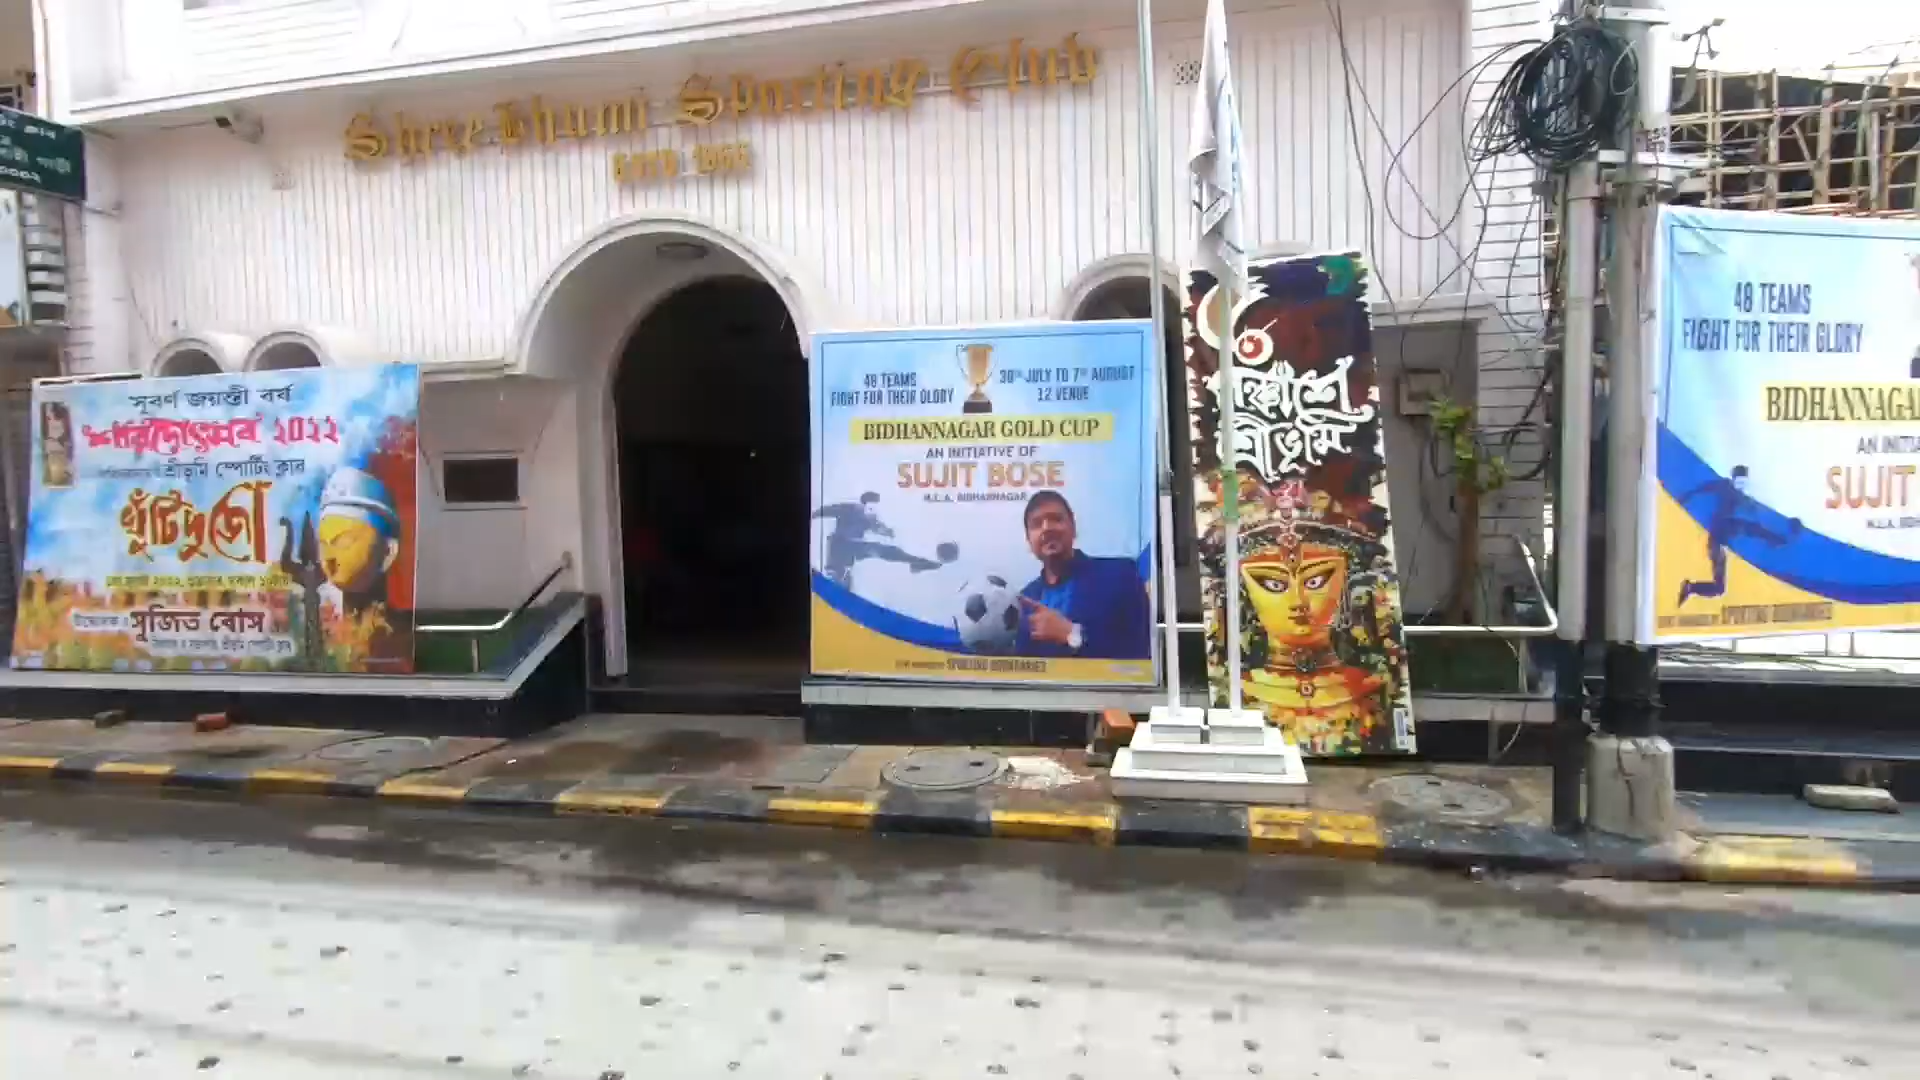 Shree Bhumi Sporting Club
সুবর্ণ জয়ন্তী বর্ষ
শারদোৎসব ২০২২
শ্রীভূমি স্পোর্টিং ক্লাব
খুঁটিপুজো
সুজিত বোস
48 TEAMS
FIGHT FOR THEIR GLORY
30TH JULY TO 7TH AUGUST
12 VENUE
BIDHANNAGAR GOLD CUP
AN INITIATIVE OF
SUJIT BOSE
M.L.A. BIDHANNAGAR
SPORTING BOUNDARIES
পঞ্চাশে
শ্রীভূমি
48 TEAMS
FIGHT FOR THEIR GLORY
BIDHANNAGA
AN INITIA
SUJIT
M.L.A.
SPORTING BOUNDARIES